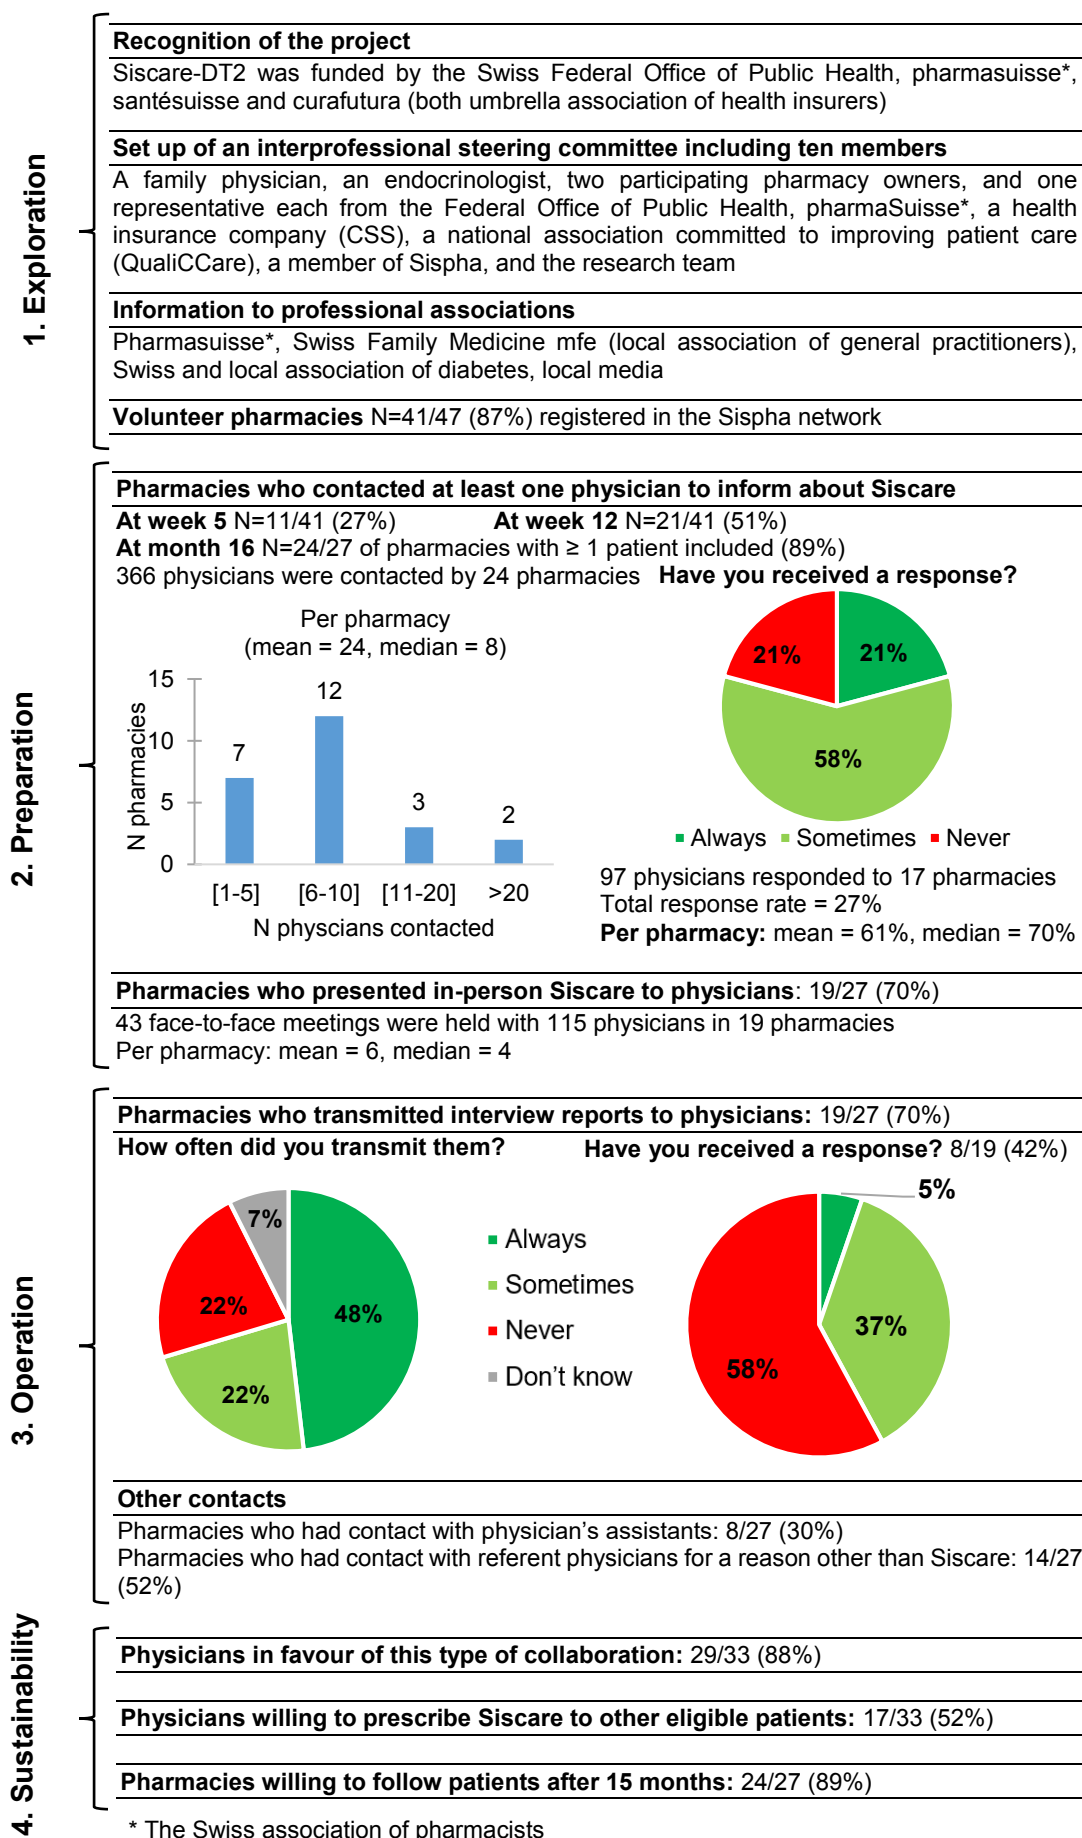 1. Exploration
Recognition of the project
Siscare-DT2 was funded by the Swiss Federal Office of Public Health, pharmasuisse*,
santésuisse and curafutura (both umbrella association of health insurers)
Set up of an interprofessional steering committee including ten members
A family physician, an endocrinologist, two participating pharmacy owners, and one
representative each from the Federal Office of Public Health, pharmaSuisse*, a health
insurance company (CSS), a national association committed to improving patient care
(QualiCCare), a member of Sispha, and the research team
Information to professional associations
Pharmasuisse*, Swiss Family Medicine mfe (local association of general practitioners),
Swiss and local association of diabetes, local media
Volunteer pharmacies N=41/47 (87%) registered in the Sispha network
2. Preparation
Pharmacies who contacted at least one physician to inform about Siscare
At week 5 N=11/41 (27%) At week 12 N=21/41 (51%)
At month 16 N=24/27 of pharmacies with ≥ 1 patient included (89%)
366 physicians were contacted by 24 pharmacies
Per pharmacy
(mean = 24, median = 8)
N pharmacies
15
10
5
0
7
12
3
2
[1-5] [6-10] [11-20] >20
N physcians contacted
Have you received a response?
21% 21%
58%
Always Sometimes Never
97 physicians responded to 17 pharmacies
Total response rate = 27%
Per pharmacy: mean = 61%, median = 70%
Pharmacies who presented in-person Siscare to physicians: 19/27 (70%)
43 face-to-face meetings were held with 115 physicians in 19 pharmacies
Per pharmacy: mean = 6, median = 4
3. Operation
Pharmacies who transmitted interview reports to physicians: 19/27 (70%)
How often did you transmit them?
7%
22%
48%
22%
Always
Sometimes
Never
Don't know
Have you received a response? 8/19 (42%)
5%
37%
58%
Other contacts
Pharmacies who had contact with physician's assistants: 8/27 (30%)
Pharmacies who had contact with referent physicians for a reason other than Siscare: 14/27
(52%)
4. Sustainability
Physicians in favour of this type of collaboration: 29/33 (88%)
Physicians willing to prescribe Siscare to other eligible patients: 17/33 (52%)
Pharmacies willing to follow patients after 15 months: 24/27 (89%)
* The Swiss association of pharmacists